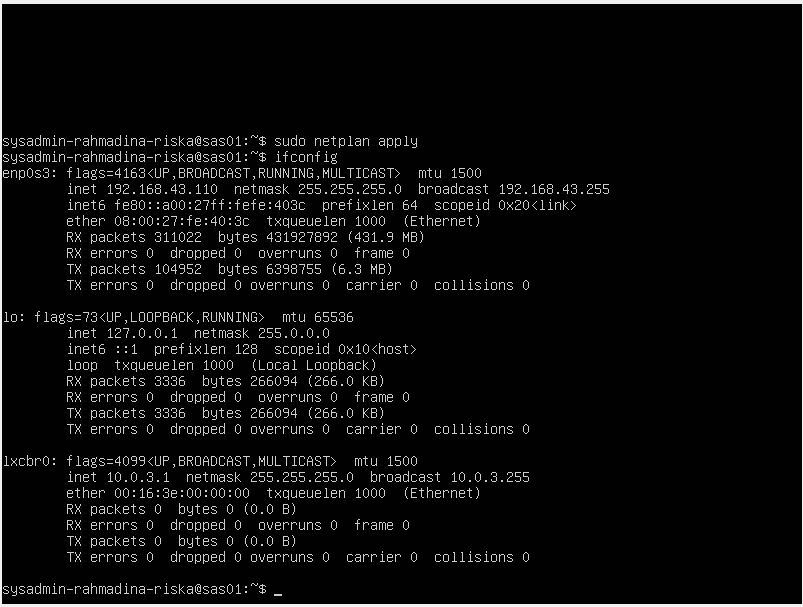 sysadmin-rahmadina-riska@sas01:~$ sudo netplan apply
sysadmin-rahmadina-riska@sas01:~$ ifconfig
enp0s3: flags=4163<UP,BROADCAST,RUNNING,MULTICAST>  mtu 1500
        inet 192.168.43.110  netmask 255.255.255.0  broadcast 192.168.43.255
        inet6 fe80::a00:27ff:fefe:403c  prefixlen 64  scopeid 0x20<link>
        ether 08:00:27:fe:40:3c  txqueuelen 1000  (Ethernet)
        RX packets 311022  bytes 431927892 (431.9 MB)
        RX errors 0  dropped 0  overruns 0  frame 0
        TX packets 104952  bytes 6398755 (6.3 MB)
        TX errors 0  dropped 0 overruns 0  carrier 0  collisions 0

lo: flags=73<UP,LOOPBACK,RUNNING>  mtu 65536
        inet 127.0.0.1  netmask 255.0.0.0
        inet6 ::1  prefixlen 128  scopeid 0x10<host>
        loop  txqueuelen 1000  (Local Loopback)
        RX packets 3336  bytes 266094 (266.0 KB)
        RX errors 0  dropped 0  overruns 0  frame 0
        TX packets 3336  bytes 266094 (266.0 KB)
        TX errors 0  dropped 0 overruns 0  carrier 0  collisions 0

lxcbr0: flags=4099<UP,BROADCAST,MULTICAST>  mtu 1500
        inet 10.0.3.1  netmask 255.255.255.0  broadcast 10.0.3.255
        ether 00:16:3e:00:00:00  txqueuelen 1000  (Ethernet)
        RX packets 0  bytes 0 (0.0 B)
        RX errors 0  dropped 0  overruns 0  frame 0
        TX packets 0  bytes 0 (0.0 B)
        TX errors 0  dropped 0 overruns 0  carrier 0  collisions 0

sysadmin-rahmadina-riska@sas01:~$ _